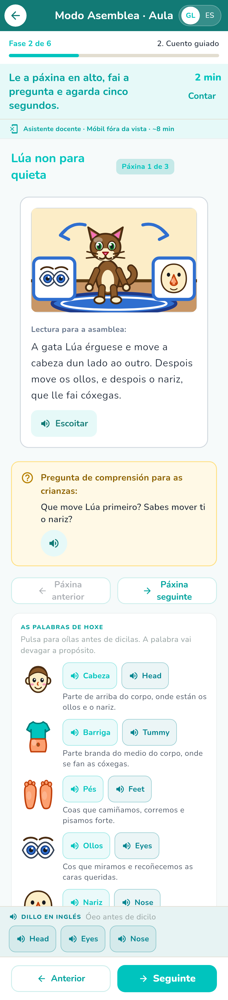 Modo Asemblea · Aula
GL ES
Fase 2 de 6
2. Cuento guiado
Le a páxina en alto, fai a
pregunta e agarda cinco
segundos.
2 min
Contar
Asistente docente · Móbil fóra da vista · ~8 min
Lúa non para
quieta
Páxina 1 de 3
Lectura para a asamblea:
A gata Lúa érguese e move a
cabeza dun lado ao outro. Despois
move os ollos, e despois o nariz,
que lle fai cóxegas.
Escoitar
Pregunta de comprensión para as
crianzas:
Que move Lúa primeiro? Sabes mover ti
o nariz?
Páxina
anterior
Páxina
seguinte
AS PALABRAS DE HOXE
Pulsa para oílas antes de dicilas. A palabra vai
devagar a propósito.
Cabeza Head
Parte de arriba do corpo, onde están os
ollos e o nariz.
Barriga Tummy
Parte branda do medio do corpo, onde
se fan as cóxegas.
Pés Feet
Coas que camiñamos, corremos e
pisamos forte.
Ollos Eyes
Cos que miramos e recoñecemos as
caras queridas.
Nariz Nose
DILLO EN INGLÉS Óeo antes de dicilo
Head Eyes Nose
Anterior
Seguinte